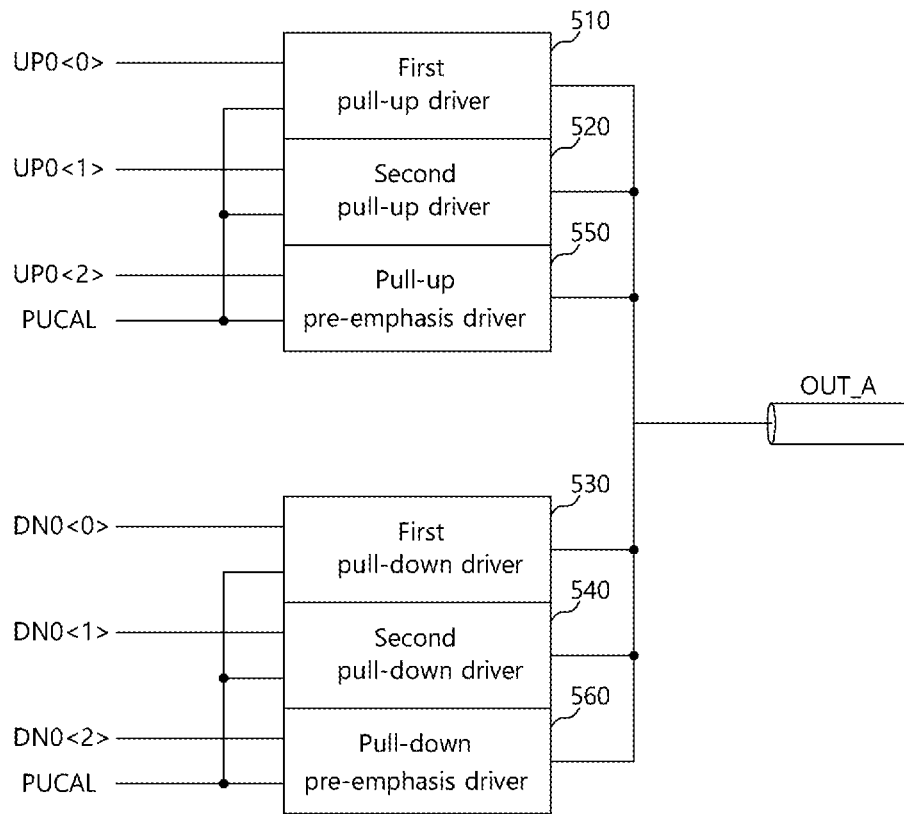 510
UP0<0>
First
pull-up driver
520
UP0<1>
Second
pull-up driver
550
UP0<2>
Pull-up
PUCAL
pre-emphasis driver
OUT_A
530
DN0<0>
First
pull-down driver
540
DN0<1>
Second
pull-down driver
560
DN0<2>
Pull-down
PUCAL
pre-emphasis driver